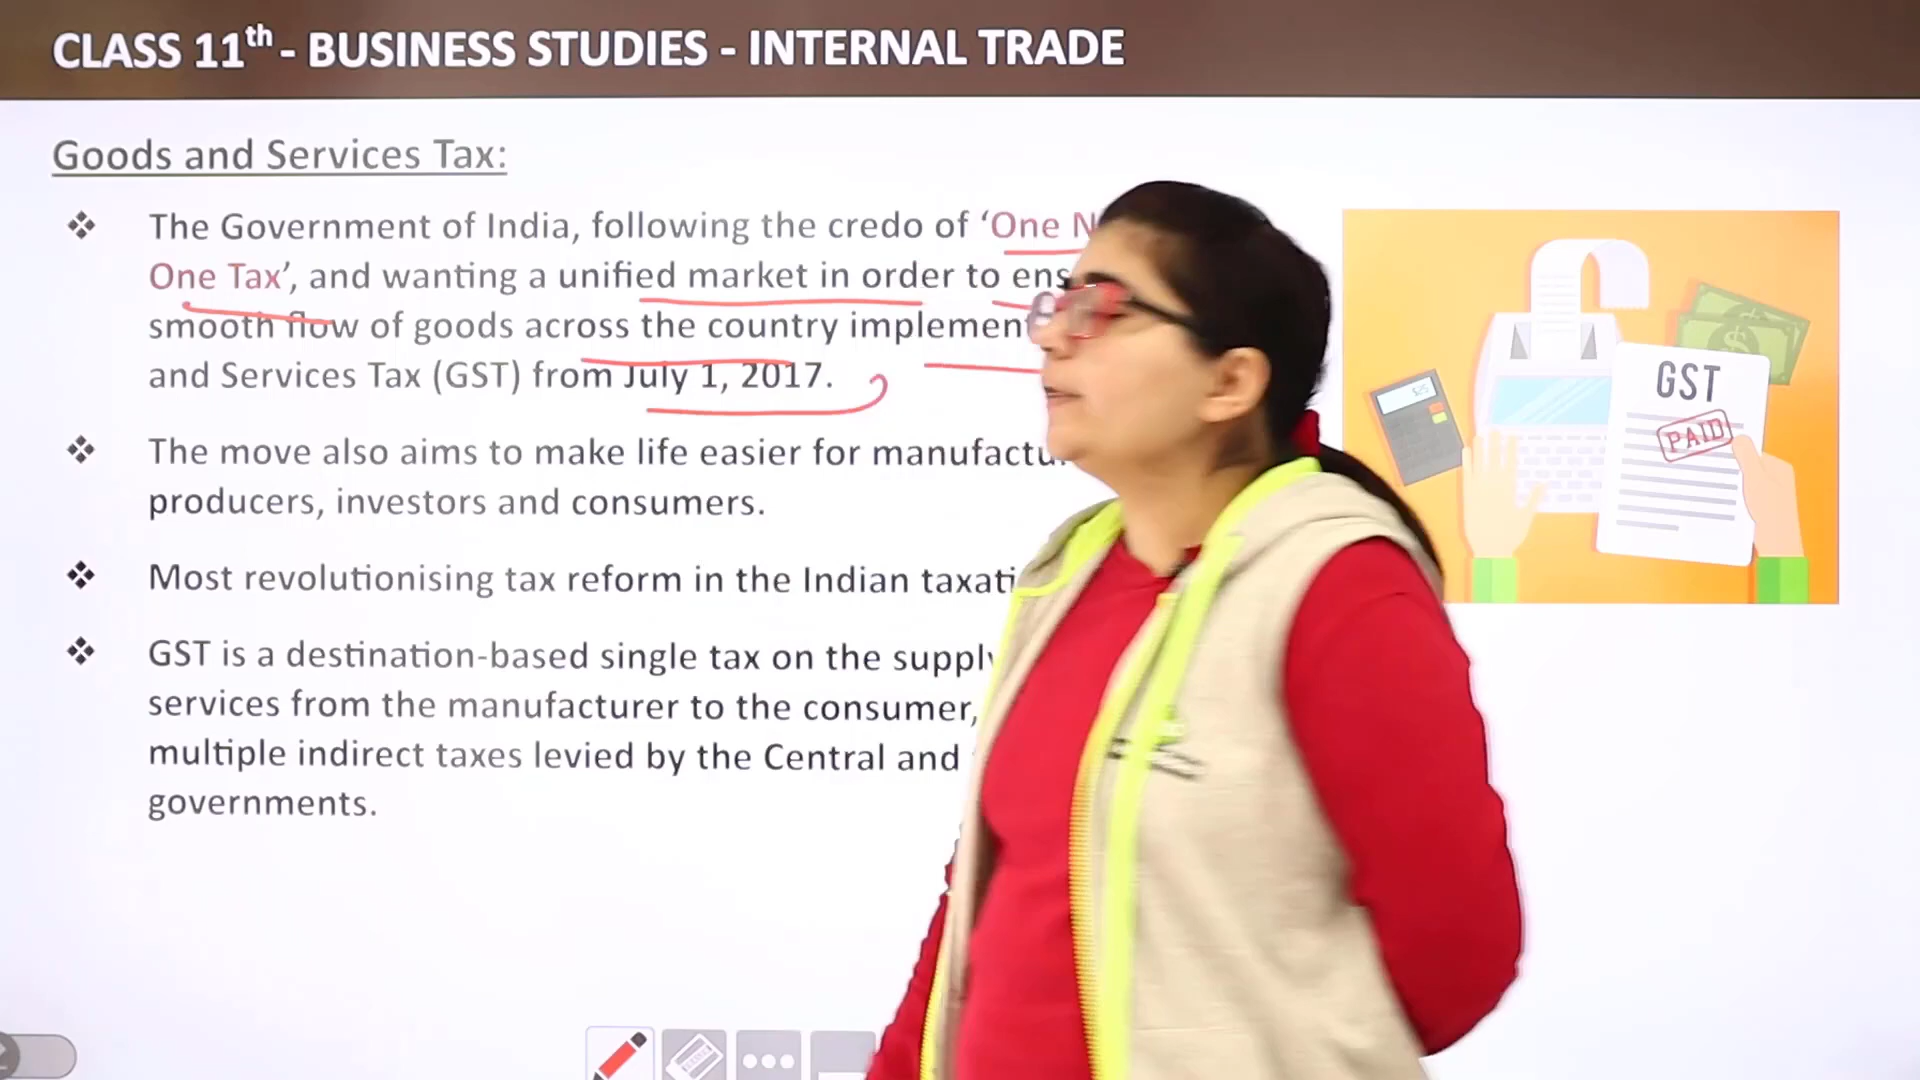 CLASS 11th - BUSINESS STUDIES - INTERNAL TRADE
Goods and Services Tax:
❖ The Government of India, following the credo of ‘One
One Tax’, and wanting a unified market in order to
smooth flow of goods across the country
and Services Tax (GST) from July 1, 2017.
❖ The move also aims to make life easier for
producers, investors and consumers.
❖ Most revolutionising tax reform in the Indian
❖ GST is a destination-based single tax on the
services from the manufacturer to the consumer,
multiple indirect taxes levied by the Central and
governments.
GST
PAID